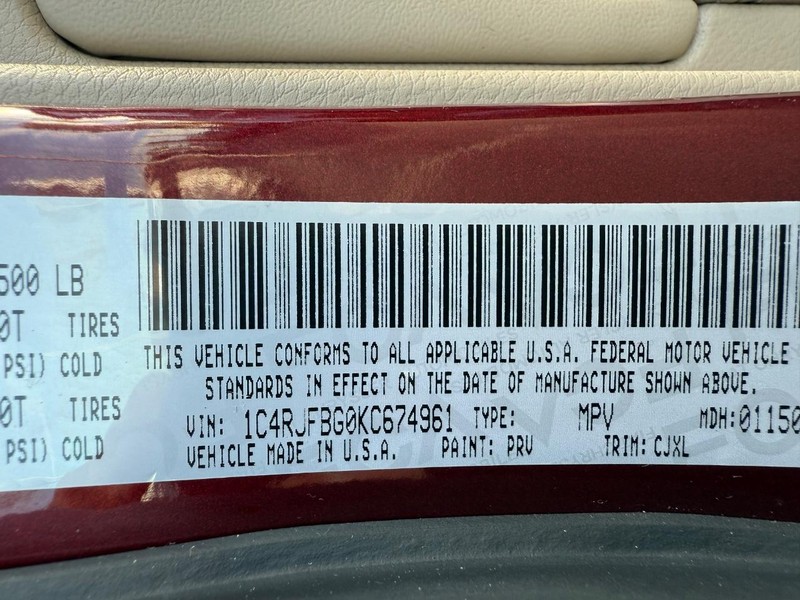 500 LB
0T TIRES
PSI) COLD
0T TIRES
PSI) COLD
THIS VEHICLE CONFORMS TO ALL APPLICABLE U.S.A. FEDERAL MOTOR VEHICLE
STANDARDS IN EFFECT ON THE DATE OF MANUFACTURE SHOWN ABOVE.
VIN: 1C4RJFBG0KC674961 TYPE: MPV MDH:01150
VEHICLE MADE IN U.S.A. PAINT: PRV TRIM: CJXL